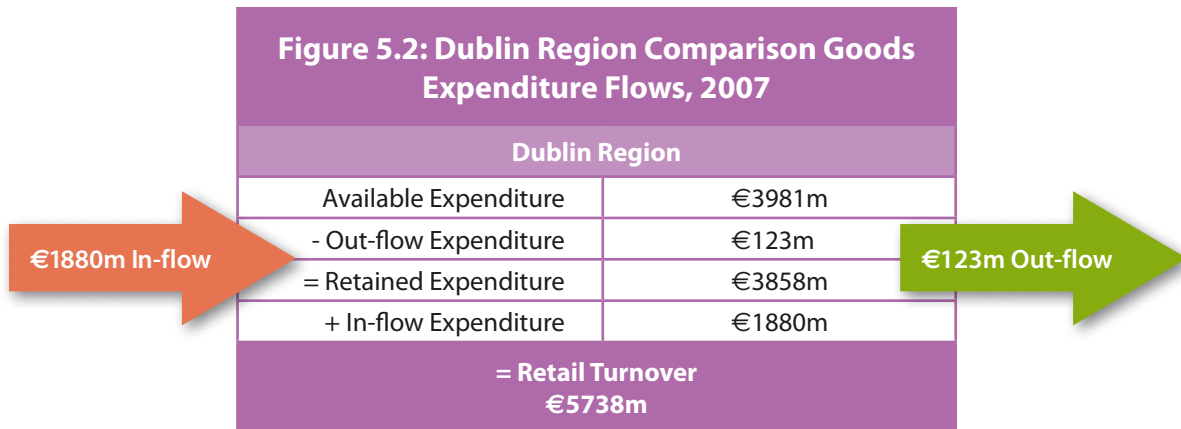 Figure 5.2: Dublin Region Comparison Goods
Expenditure Flows, 2007
Dublin Region
Available Expenditure €3981m
- Out-flow Expenditure €123m
= Retained Expenditure €3858m
+ In-flow Expenditure €1880m
= Retail Turnover
€5738m
€1880m In-flow
€123m Out-flow